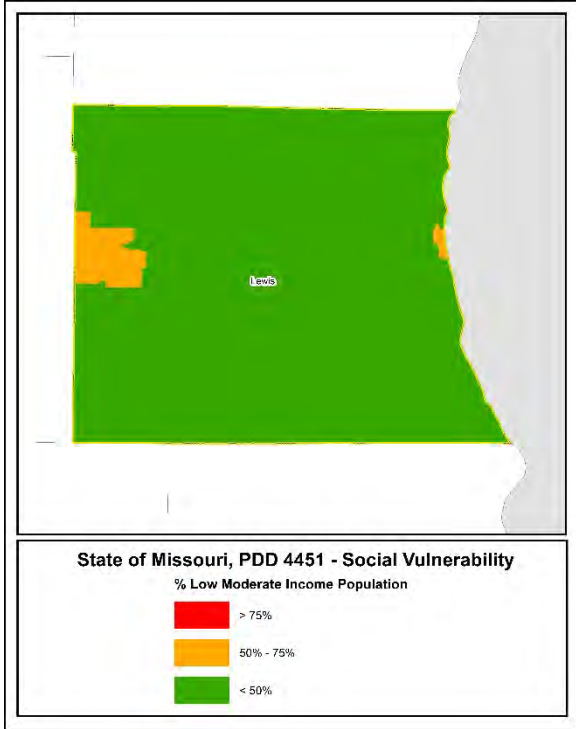 Lewis
State of Missouri, PDD 4451 - Social Vulnerability
% Low Moderate Income Population
> 75%
50% - 75%
< 50%